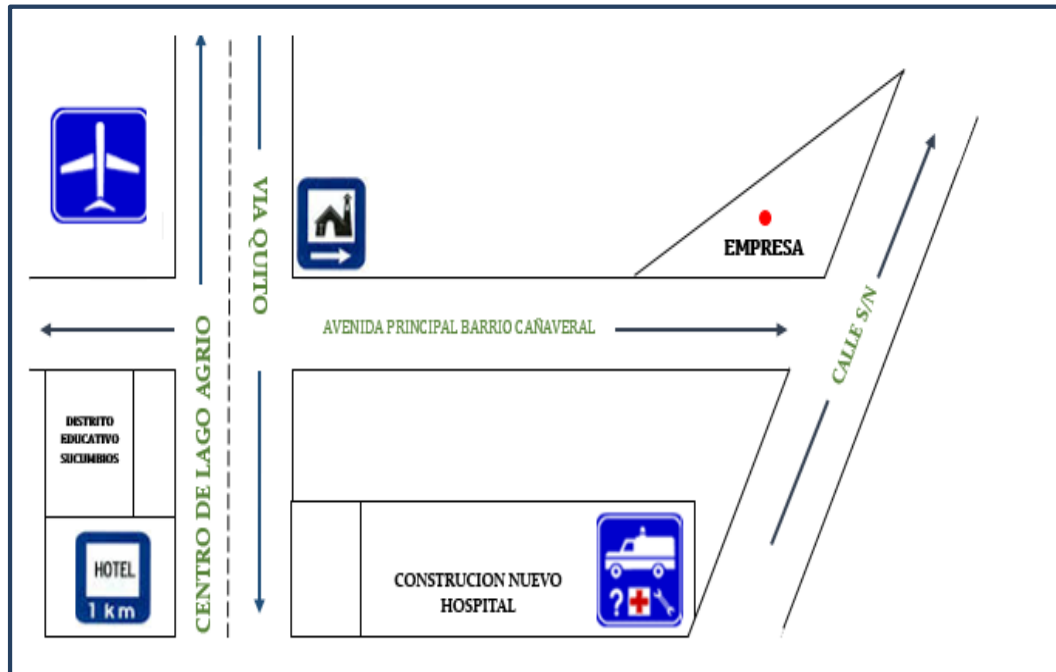 VIA QUITO
EMPRESA
AVENIDA PRINCIPAL BARRIO CAÑAVERAL
CALLE S/N
CENTRO DE LAGO AGRIO
DISTRITO
EDUCATIVO
SUCUMBIOS
HOTEL
1 km
CONSTRUCION NUEVO
HOSPITAL
?